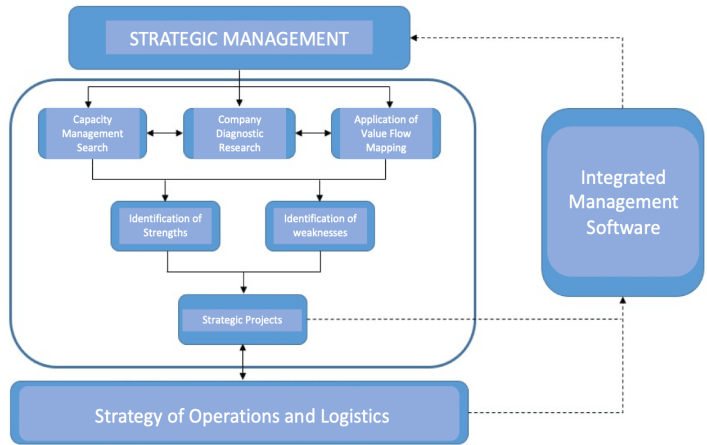 STRATEGIC MANAGEMENT
Capacity
Management
Search
Company
Diagnostic
Research
Application of
Value Flow
Mapping
Integrated
Management
Software
Identification of
Strengths
Identification of
weaknesses
Strategic Projects
Strategy of Operations and Logistics